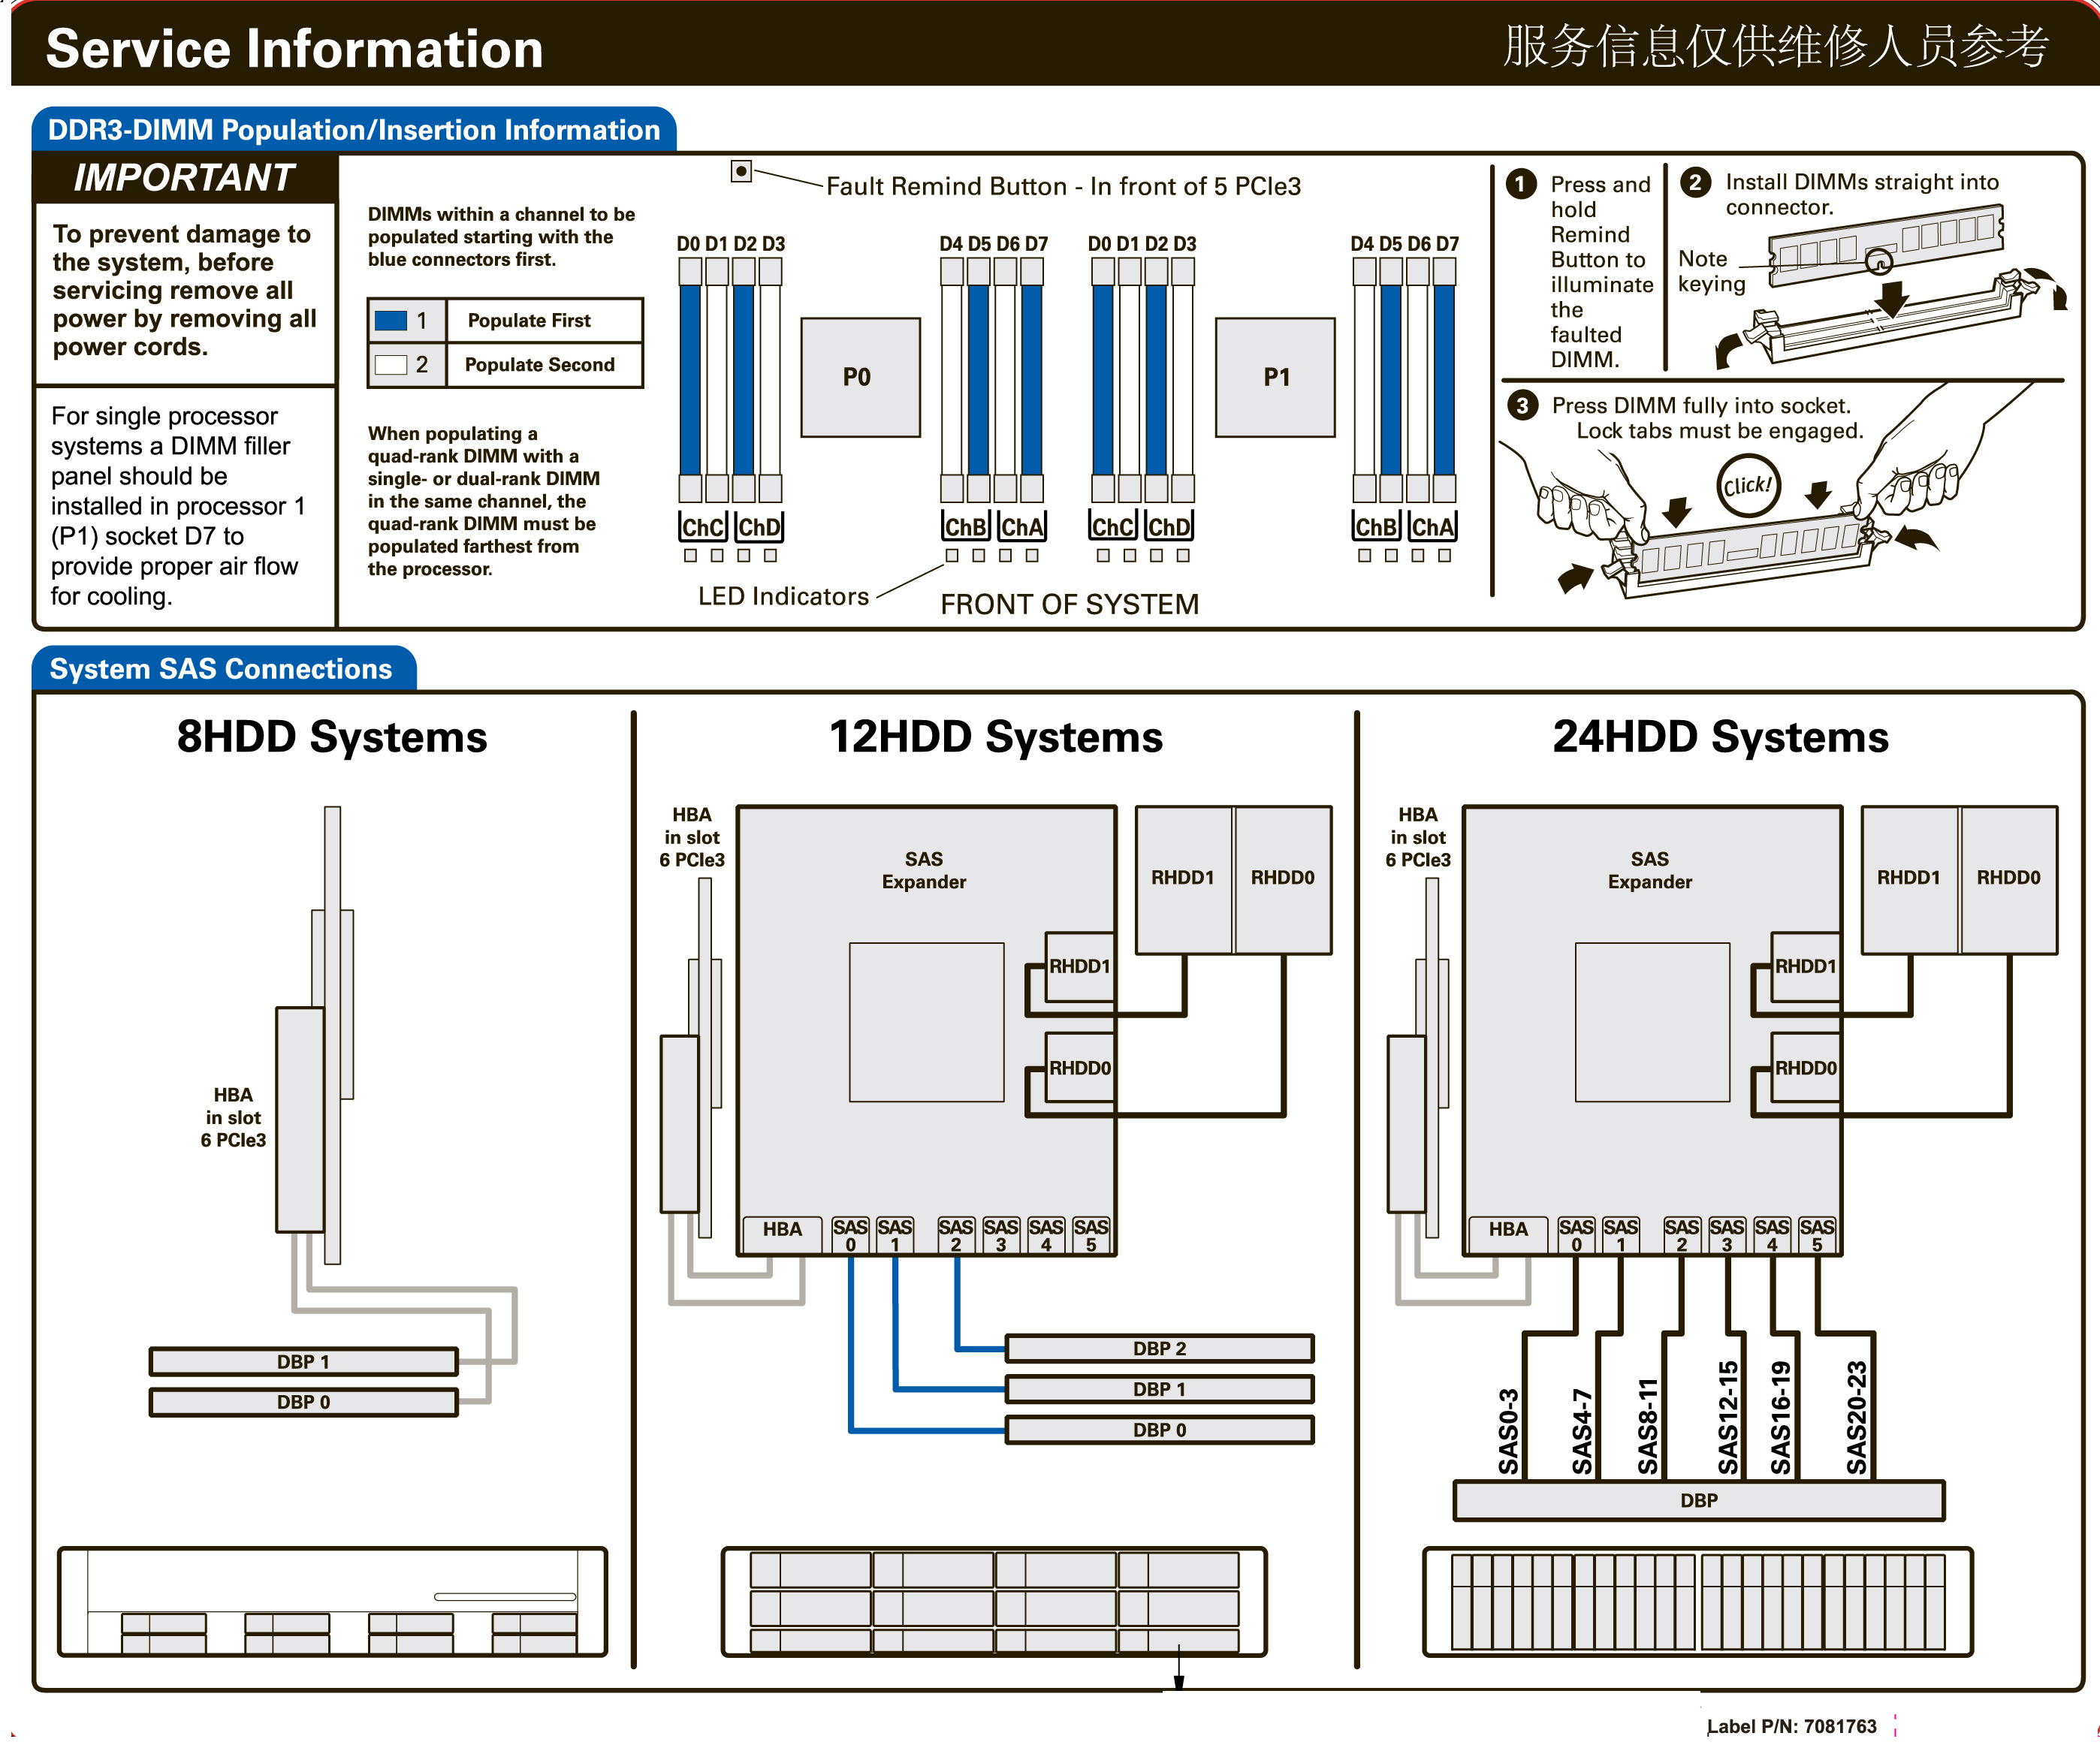 Service Information
服务信息仅供维修人员参考
DDR3-DIMM Population/Insertion Information
IMPORTANT
To prevent damage to
the system, before
servicing remove all
power by removing all
power cords.
For single processor
systems a DIMM filler
panel should be
installed in processor 1
(P1) socket D7 to
provide proper air flow
for cooling.
DIMMs within a channel to be
populated starting with the
blue connectors first.
1 Populate First
2 Populate Second
When populating a
quad-rank DIMM with a
single- or dual-rank DIMM
in the same channel, the
quad-rank DIMM must be
populated farthest from
the processor.
Fault Remind Button - In front of 5 PCIe3
D0 D1 D2 D3
D4 D5 D6 D7
D0 D1 D2 D3
D4 D5 D6 D7
P0
P1
ChC ChD
ChB ChA
ChC ChD
ChB ChA
LED Indicators
FRONT OF SYSTEM
1 Press and
hold
Remind
Button to
illuminate
the
faulted
DIMM.
2 Install DIMMs straight into
connector.
Note
keying
3 Press DIMM fully into socket.
Lock tabs must be engaged.
Click!
System SAS Connections
8HDD Systems
HBA
in slot
6 PCIe3
DBP 1
DBP 0
12HDD Systems
HBA
in slot
6 PCIe3
SAS
Expander
RHDD1
RHDD0
RHDD1
RHDD0
HBA
SAS 0
SAS 1
SAS 2
SAS 3
SAS 4
SAS 5
DBP 2
DBP 1
DBP 0
24HDD Systems
HBA
in slot
6 PCIe3
SAS
Expander
RHDD1
RHDD0
RHDD1
RHDD0
HBA
SAS 0
SAS 1
SAS 2
SAS 3
SAS 4
SAS 5
SAS0-3
SAS4-7
SAS8-11
SAS12-15
SAS16-19
SAS20-23
DBP
Label P/N: 7081763